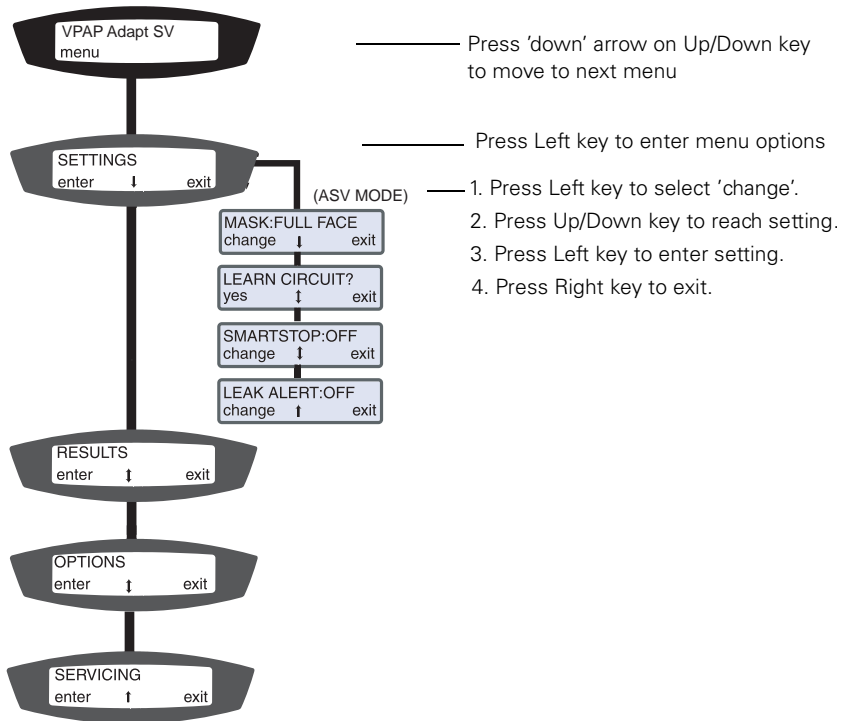 VPAP Adapt SV
menu
Press 'down' arrow on Up/Down key
to move to next menu
SETTINGS
enter ↓ exit
Press Left key to enter menu options
(ASV MODE)
MASK:FULL FACE
change ↓ exit
LEARN CIRCUIT?
yes ↕ exit
SMARTSTOP:OFF
change ↕ exit
LEAK ALERT:OFF
change ↑ exit
1. Press Left key to select 'change'.
2. Press Up/Down key to reach setting.
3. Press Left key to enter setting.
4. Press Right key to exit.
RESULTS
enter ↕ exit
OPTIONS
enter ↕ exit
SERVICING
enter ↑ exit